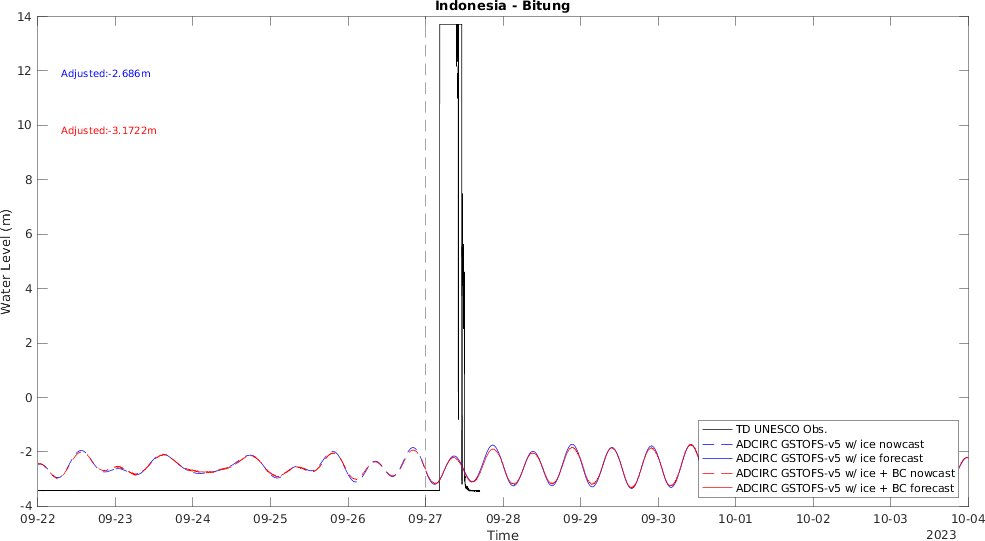 Indonesia - Bitung
14
12
10
8
6
4
2
0
-2
-4
Water Level (m)
Adjusted:-2.686m
Adjusted:-3.1722m
TD UNESCO Obs.
ADCIRC GSTOFS-v5 w/ ice nowcast
ADCIRC GSTOFS-v5 w/ ice forecast
ADCIRC GSTOFS-v5 w/ ice + BC nowcast
ADCIRC GSTOFS-v5 w/ ice + BC forecast
09-22 09-23 09-24 09-25 09-26 09-27 09-28 09-29 09-30 10-01 10-02 10-03 10-04
Time
2023